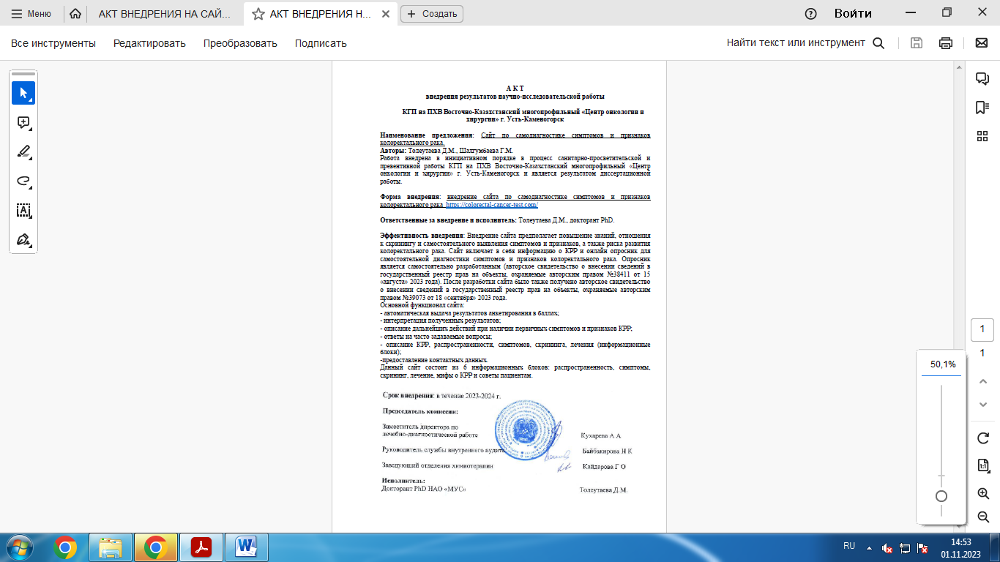 Меню
АКТ ВНЕДРЕНИЯ НА САЙ...
АКТ ВНЕДРЕНИЯ Н...
Создать
Войти
Все инструменты
Редактировать
Преобразовать
Подписать
Найти текст или инструмент
А К Т
внедрения результатов научно-исследовательской работы
КГП на ПХВ Восточно-Казахстанский многопрофильный «Центр онкологии и
хирургии» г. Усть-Каменогорск
Наименование предложения: Сайт по самодиагностике симптомов и признаков
колоректального рака.
Авторы: Толеутаева Д.М., Шалгумбаева Г.М.
Работа внедрена в инициативном порядке в процесс санитарно-просветительской и
превентивной работы КГП на ПХВ Восточно-Казахстанский многопрофильный «Центр
онкологии и хирургии» г. Усть-Каменогорск и является результатом диссертационной
работы.
Форма внедрения: внедрение сайта по самодиагностике симптомов и признаков
колоректального рака https://colorectal-cancer-test.com/
Ответственные за внедрение и исполнитель: Толеутаева Д.М., докторант PhD.
Эффективность внедрения: Внедрение сайта предполагает повышение знаний, отношения
к скринингу и самостоятельного выявления симптомов и признаков, а также риска развития
колоректального рака. Сайт включает в себя информацию о КРР и онлайн опросник для
самостоятельной диагностики симптомов и признаков колоректального рака. Опросник
является самостоятельно разработанным (авторское свидетельство о внесении сведений в
государственный реестр прав на объекты, охраняемые авторским правом №38411 от 15
«августа» 2023 года). После разработки сайта было также получено авторское свидетельство
о внесении сведений в государственный реестр прав на объекты, охраняемые авторским
правом №39073 от 18 «сентября» 2023 года.
Основной функционал сайта:
- автоматическая выдача результатов анкетирования в баллах;
- интерпретация полученных результатов;
- описание дальнейших действий при наличии первичных симптомов и признаков КРР;
- ответы на часто задаваемые вопросы;
- описание КРР, распространенности, симптомов, скрининга, лечения (информационные
блоки);
-предоставление контактных данных.
Данный сайт состоит из 6 информационных блоков: распространенность, симптомы,
скрининг, лечение, мифы о КРР и советы пациентам.
Срок внедрения: в течение 2023-2024 г.
Председатель комиссии:
Заместитель директора по
лечебно-диагностической работе Кухарева А А
Руководитель службы внутреннего аудита Байбакирова Н К
Заведующий отделения химиотерапии Кайдарова Г О
Исполнитель:
Докторант PhD НАО «МУС» Толеутаева Д.М.
1
1
50,1%
1:1
RU
14:53
01.11.2023